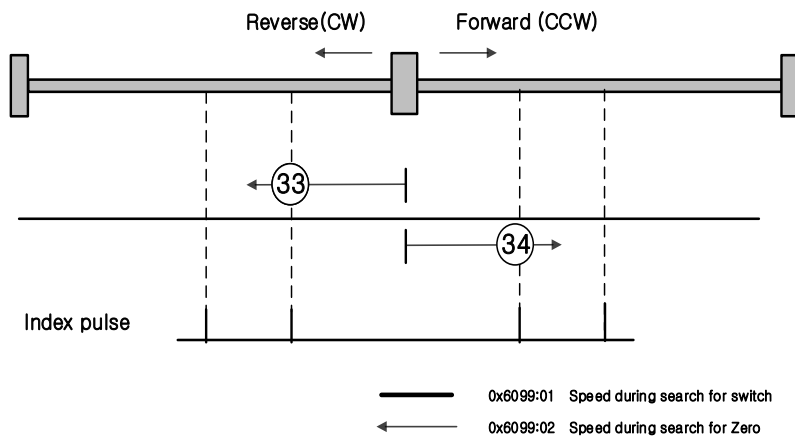 Reverse(CW) Forward (CCW)
33
34
Index pulse
0x6099:01 Speed during search for switch
0x6099:02 Speed during search for Zero